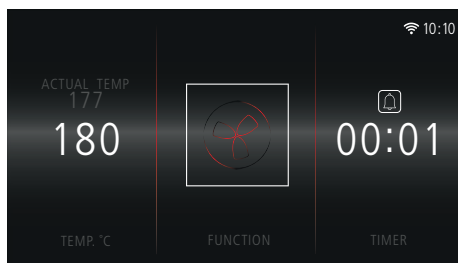 10:10
ACTUAL TEMP
177
180
00:01
TEMP. °C
FUNCTION
TIMER